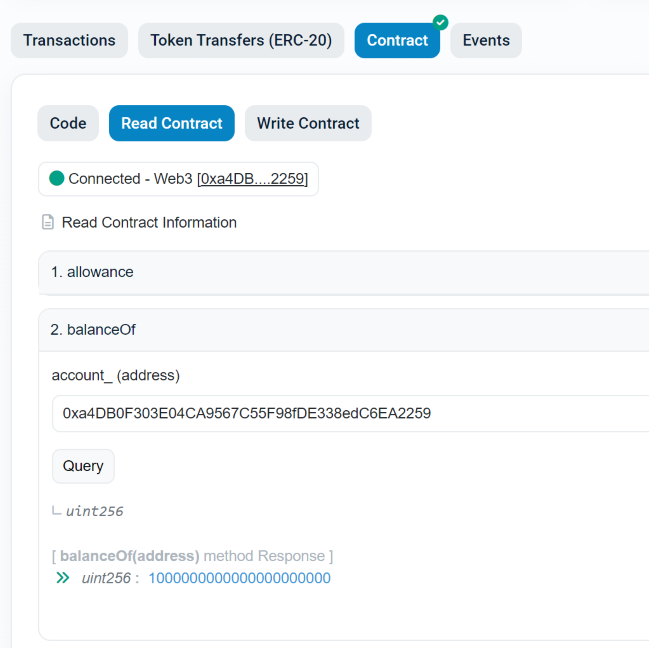 Transactions Token Transfers (ERC-20) Contract Events
Code Read Contract Write Contract
Connected - Web3 [0xa4DB....2259]
Read Contract Information
1. allowance
2. balanceOf
account_ (address)
0xa4DB0F303E04CA9567C55F98fDE338edC6EA2259
Query
uint256
[ balanceOf(address) method Response ]
uint256 : 1000000000000000000000